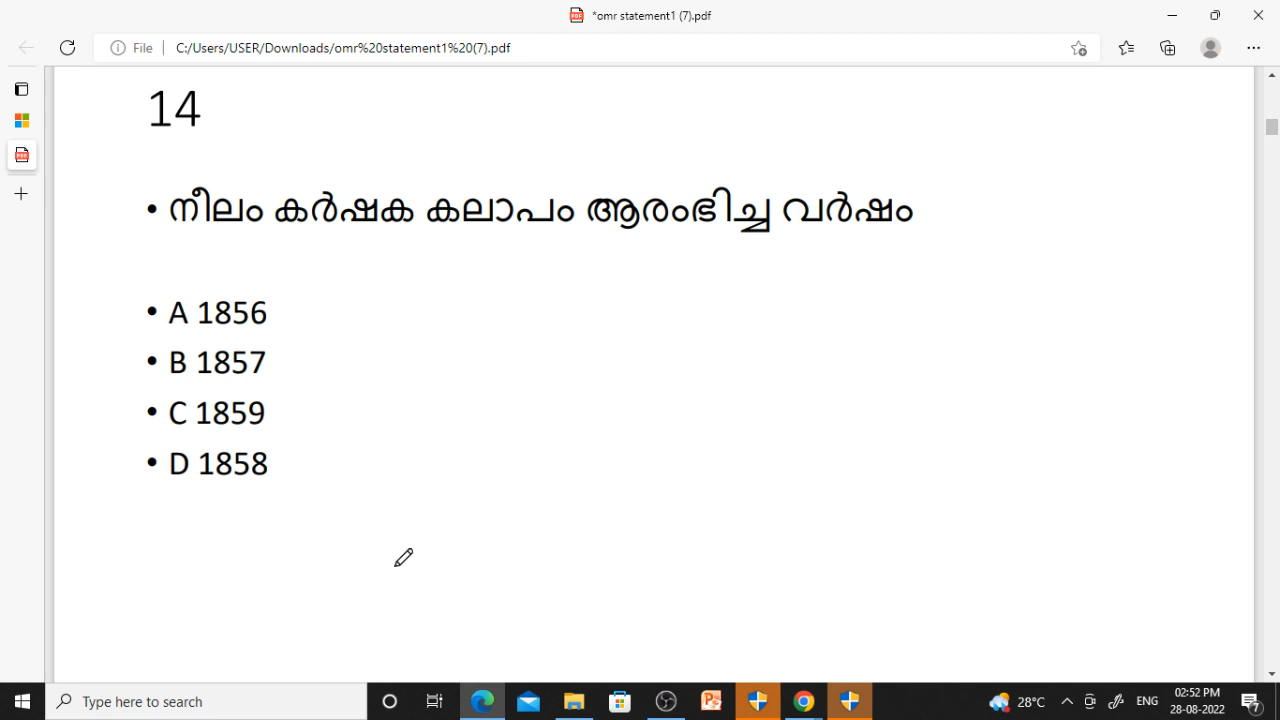 *omr statement1 (7).pdf
File C:/Users/USER/Downloads/omr%20statement1%20(7).pdf
14
• നീലം കർഷക കലാപം ആരംഭിച്ച വർഷം
• A 1856
• B 1857
• C 1859
• D 1858
Type here to search
28°C
ENG
02:52 PM
28-08-2022
7